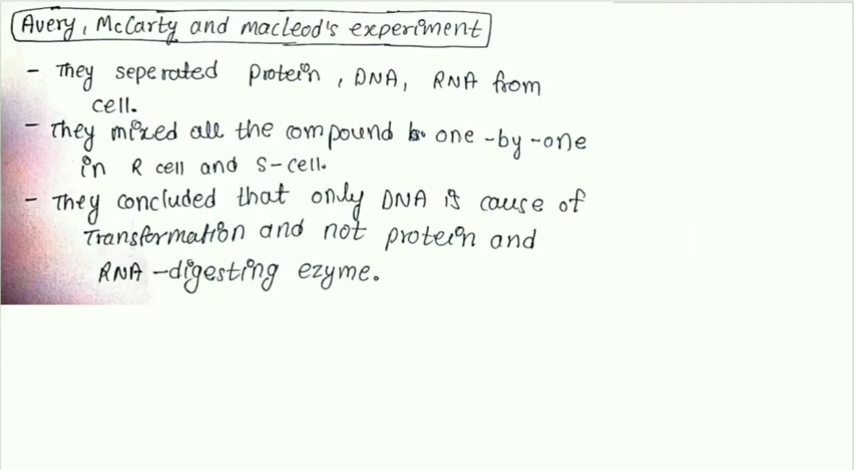 Avery, McCarty and macleod's experiment
- They seperated protein, DNA, RNA from
cell.
- They mixed all the compound one-by-one
in R cell and S-cell.
- They concluded that only DNA is cause of
Transformation and not protein and
RNA-digesting ezyme.